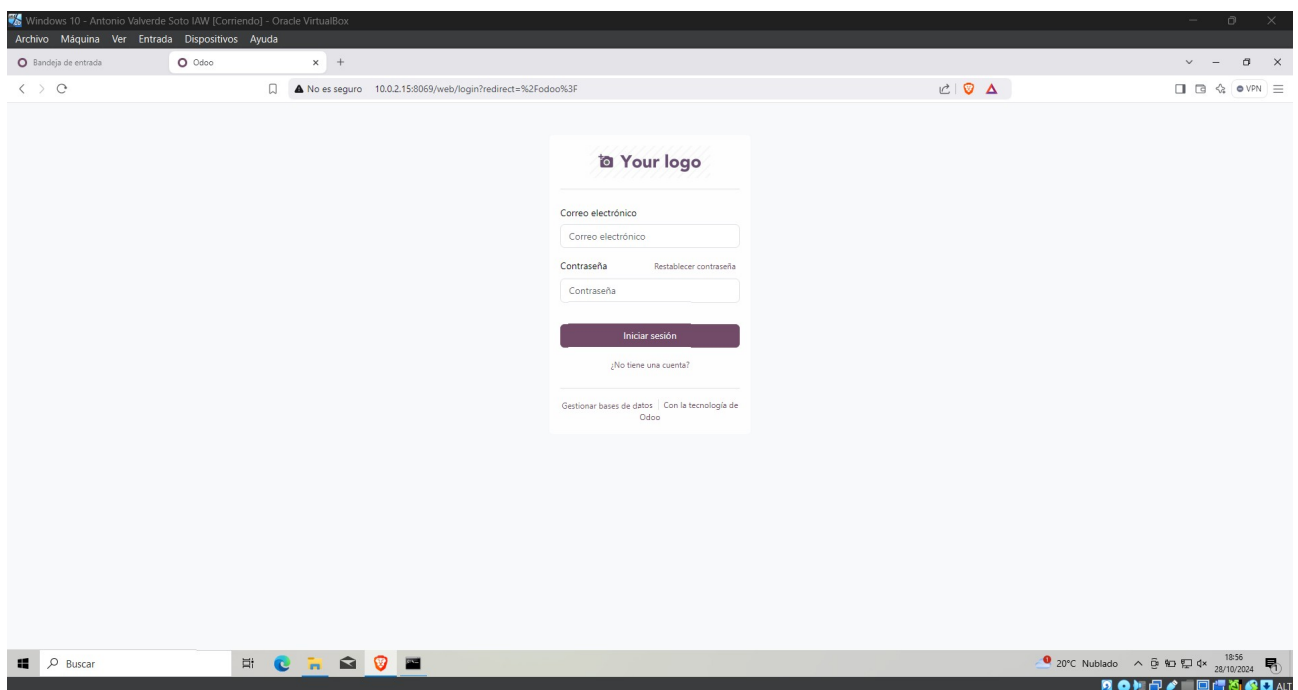 Windows 10 - Antonio Valverde Soto IAW [Corriendo] - Oracle VirtualBox
Archivo Máquina Ver Entrada Dispositivos Ayuda
Bandeja de entrada
Odoo
No es seguro 10.0.2.15:8069/web/login?redirect=%2Fodoo%3F
VPN
Your logo
Correo electrónico
Correo electrónico
Contraseña Restablecer contraseña
Contraseña
Iniciar sesión
¿No tiene una cuenta?
Gestionar bases de datos | Con la tecnología de
Odoo
Buscar
20°C Nublado
18:56
28/10/2024
ALT